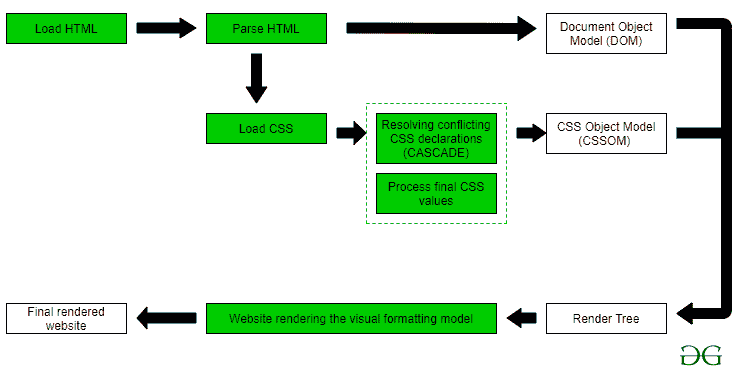 Load HTML
Parse HTML
Document Object
Model (DOM)
Load CSS
Resolving conflicting
CSS declarations
(CASCADE)
Process final CSS
values
CSS Object Model
(CSSOM)
Final rendered
website
Website rendering the visual formatting model
Render Tree